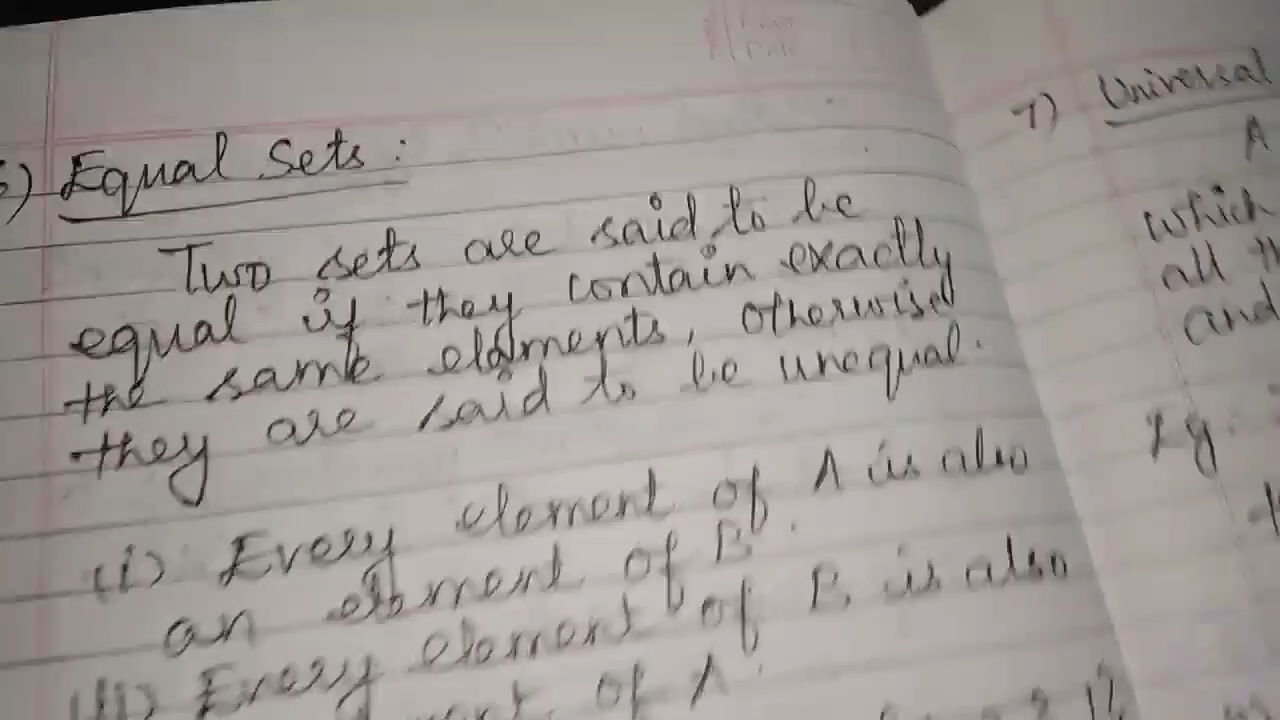 ) Equal Sets :
Two sets are said to be
equal if they contain exactly
the same elements, otherwise
they are said to be unequal.
(i) Every element of A is also
an element of B.
(ii) Every element of B is also
of A.
7) Universal
A
which
all
and